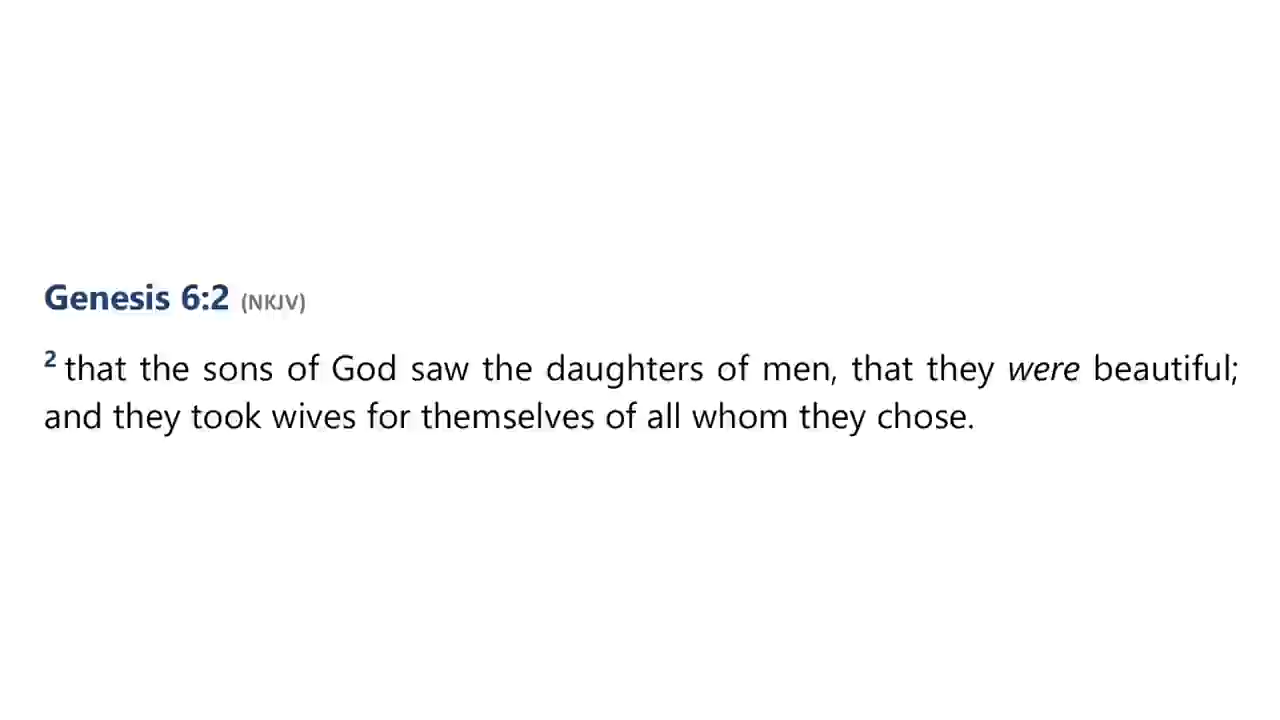 Genesis 6:2 (NKJV)
2 that the sons of God saw the daughters of men, that they were beautiful;
and they took wives for themselves of all whom they chose.